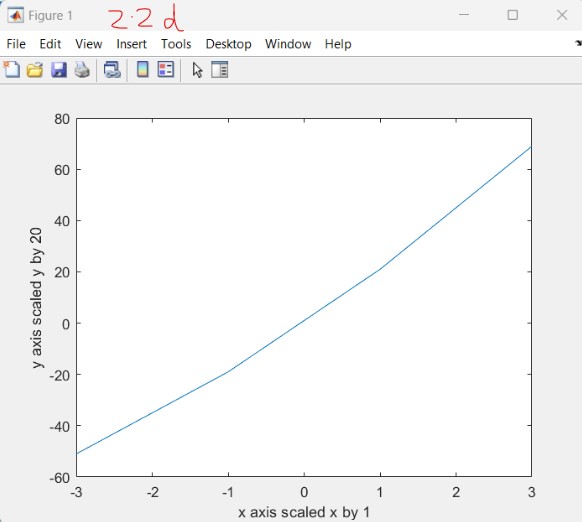 Figure 1 2.2 d
File Edit View Insert Tools Desktop Window Help
80
60
40
20
0
-20
-40
-60
y axis scaled y by 20
-3 -2 -1 0 1 2 3
x axis scaled x by 1